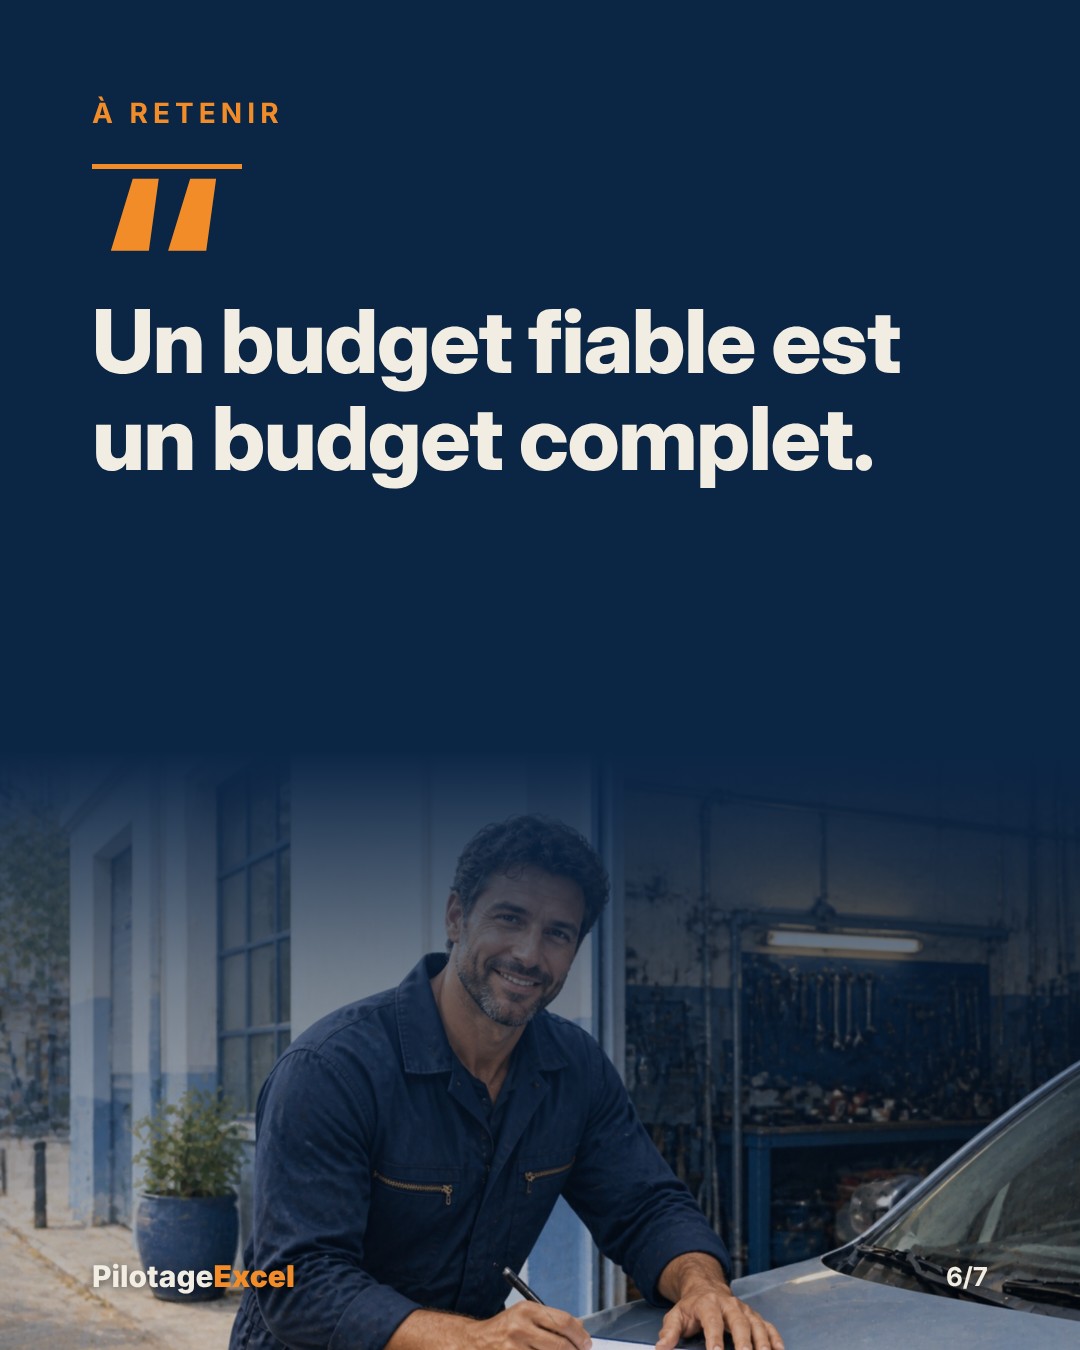 À RETENIR
"
Un budget fiable est
un budget complet.
PilotageExcel
6/7